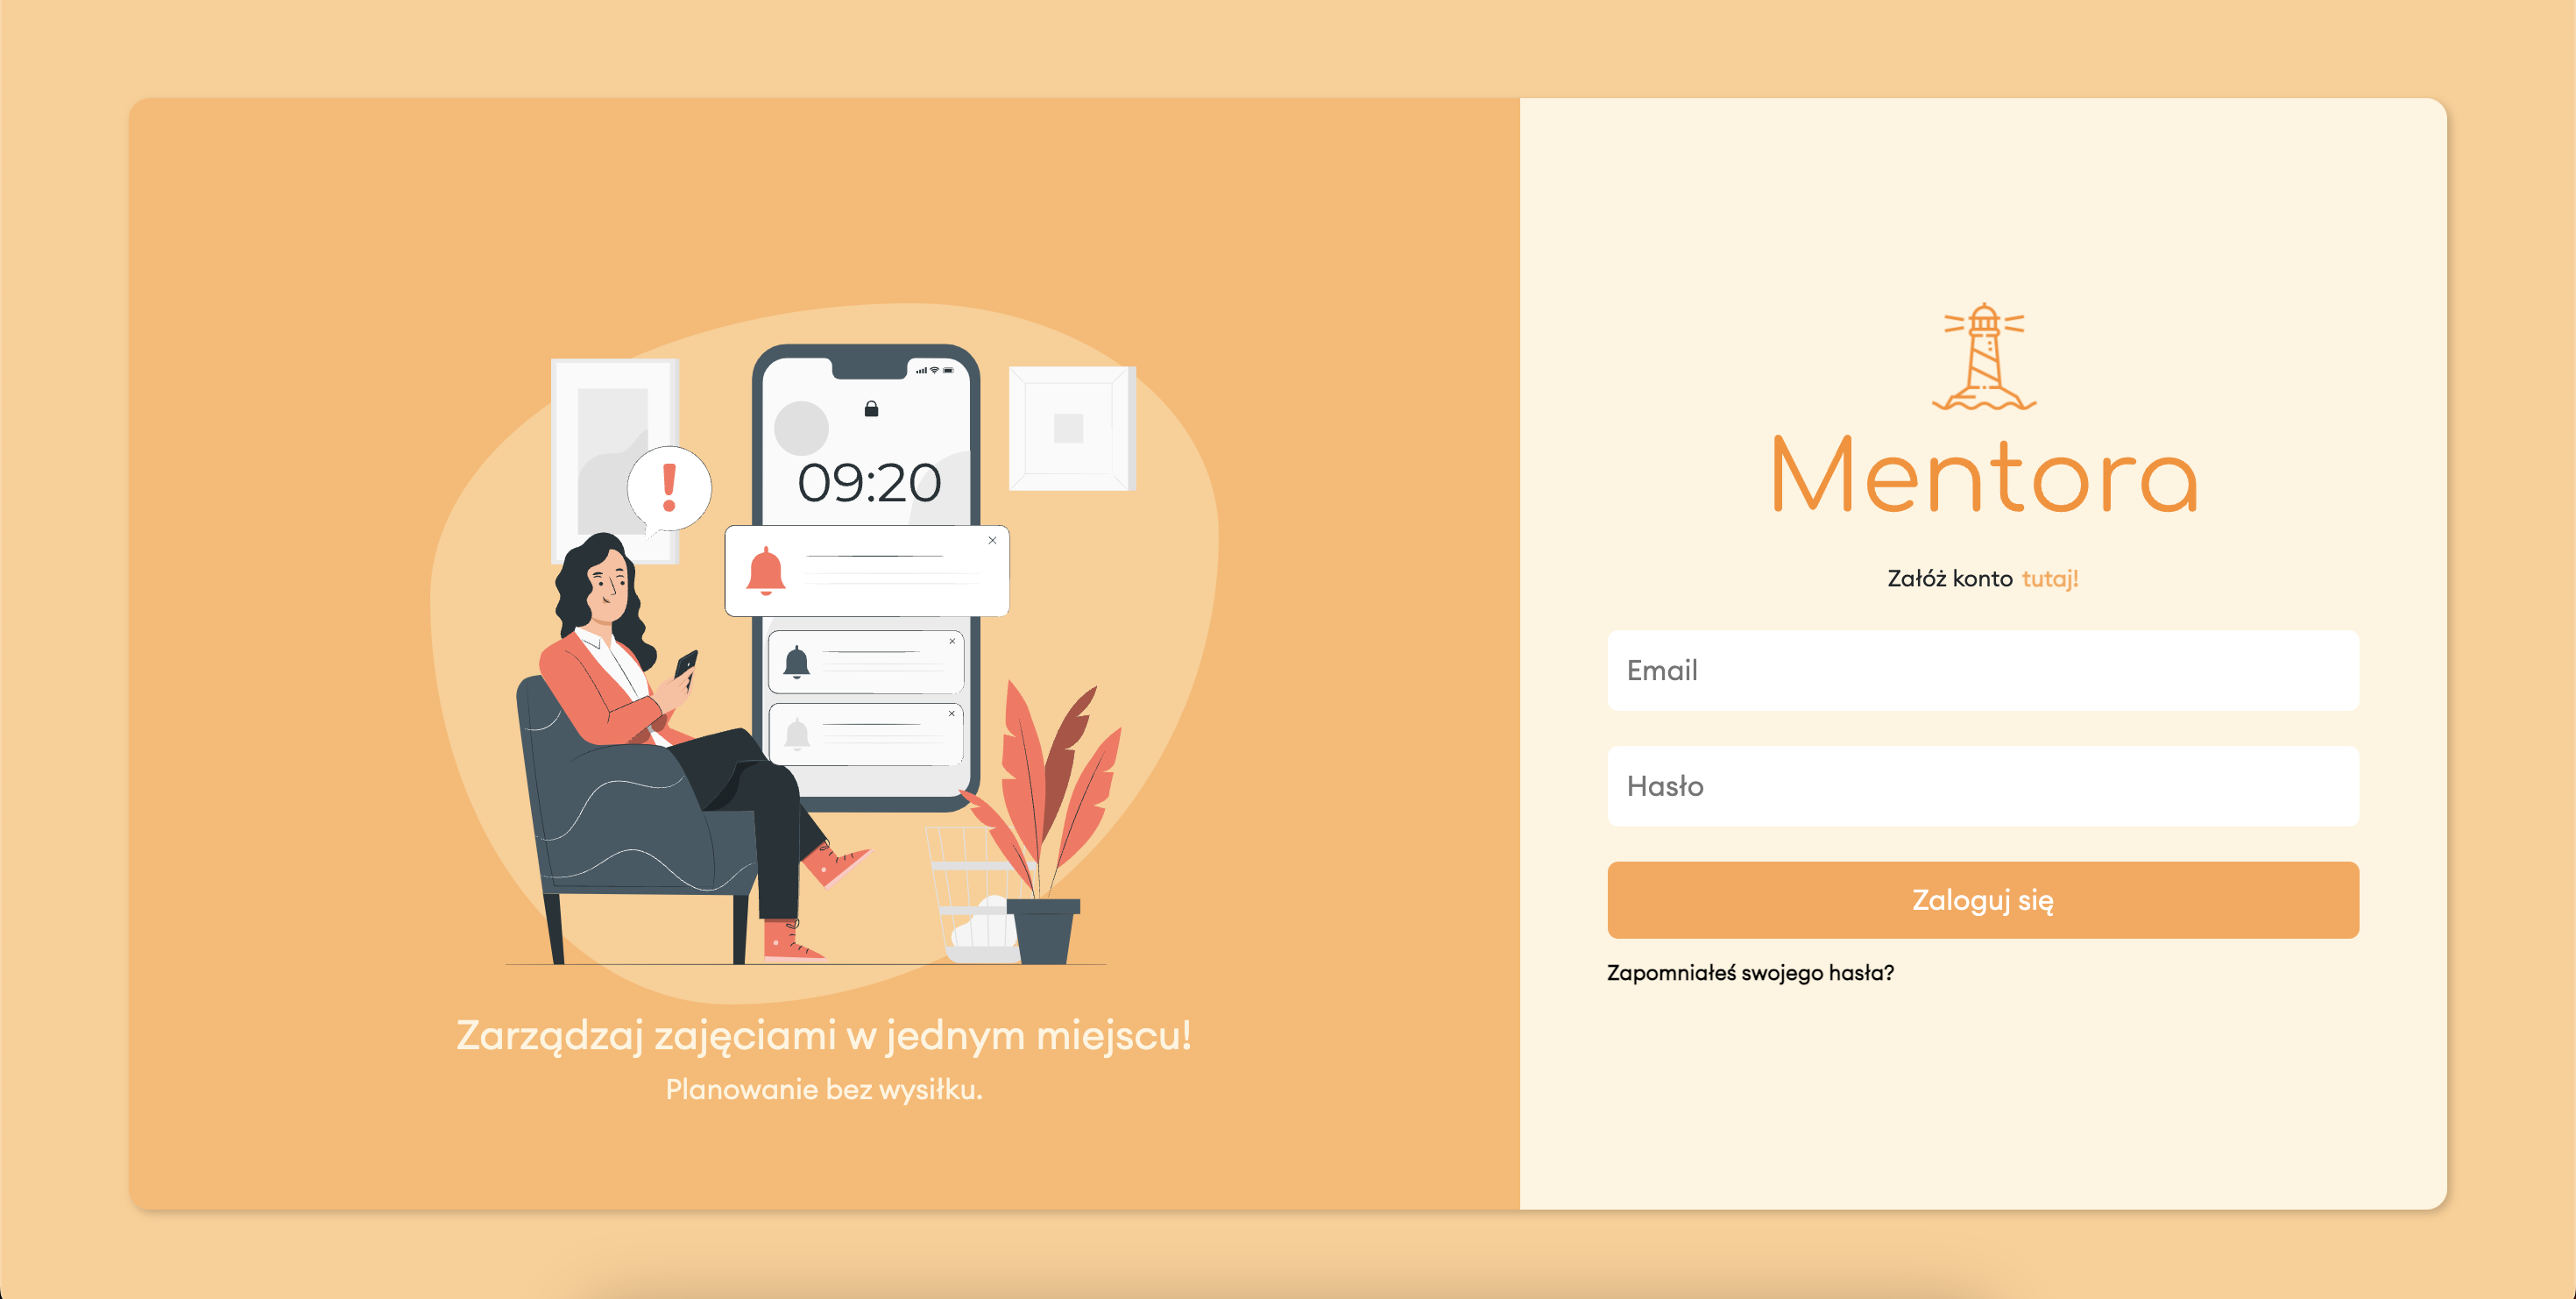 09:20
!
Zarządzaj zajęciami w jednym miejscu!
Planowanie bez wysiłku.
Mentora
Załóż konto tutaj!
Email
Hasło
Zaloguj się
Zapomniałeś swojego hasła?